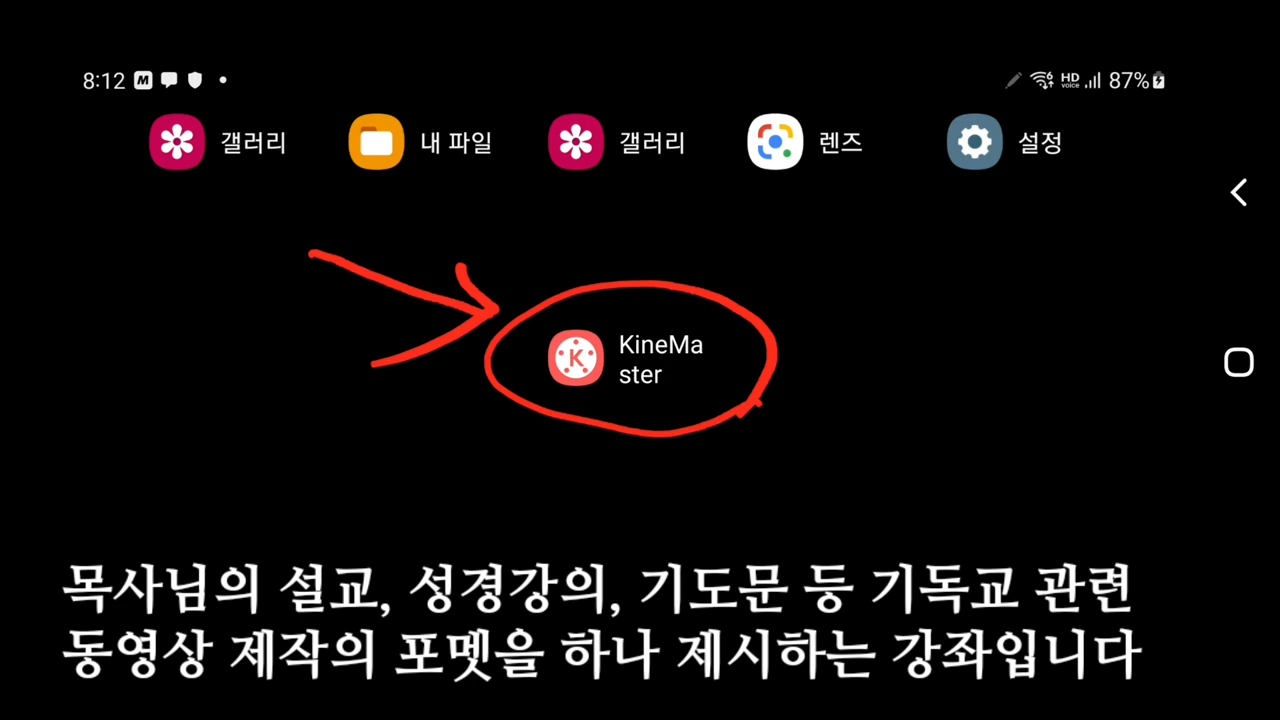 8:12 M HD voice 87%
갤러리 내 파일 갤러리 렌즈 설정
K KineMa
ster
목사님의 설교, 성경강의, 기도문 등 기독교 관련
동영상 제작의 포멧을 하나 제시하는 강좌입니다